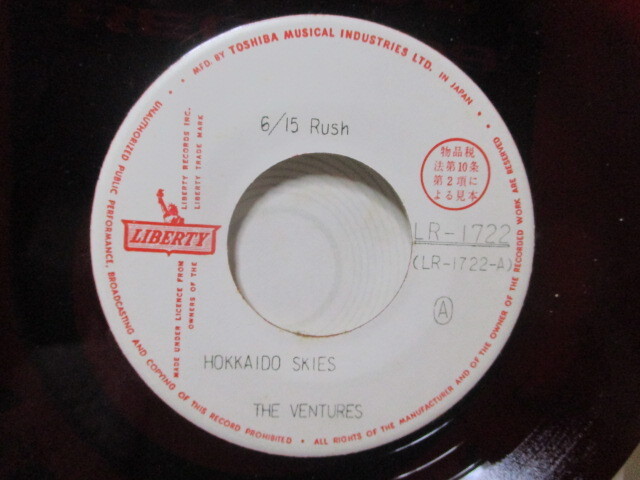 MFD. BY TOSHIBA MUSICAL INDUSTRIES LTD. IN JAPAN.
UNAUTHORIZED PUBLIC PERFORMANCE, BROADCASTING AND COPYING OF THIS RECORD PROHIBITED • ALL RIGHTS OF THE MANUFACTURER AND OF THE OWNER OF THE RECORDED WORK ARE RESERVED
6/15 Rush
LIBERTY RECORDS INC.
LIBERTY TRADE MARK
LIBERTY
MADE UNDER LICENCE FROM
OWNERS OF THE
物品税
法第10条
第2項に
よる見本
LR-1722
(LR-1722-A)
A
HOKKAIDO SKIES
THE VENTURES